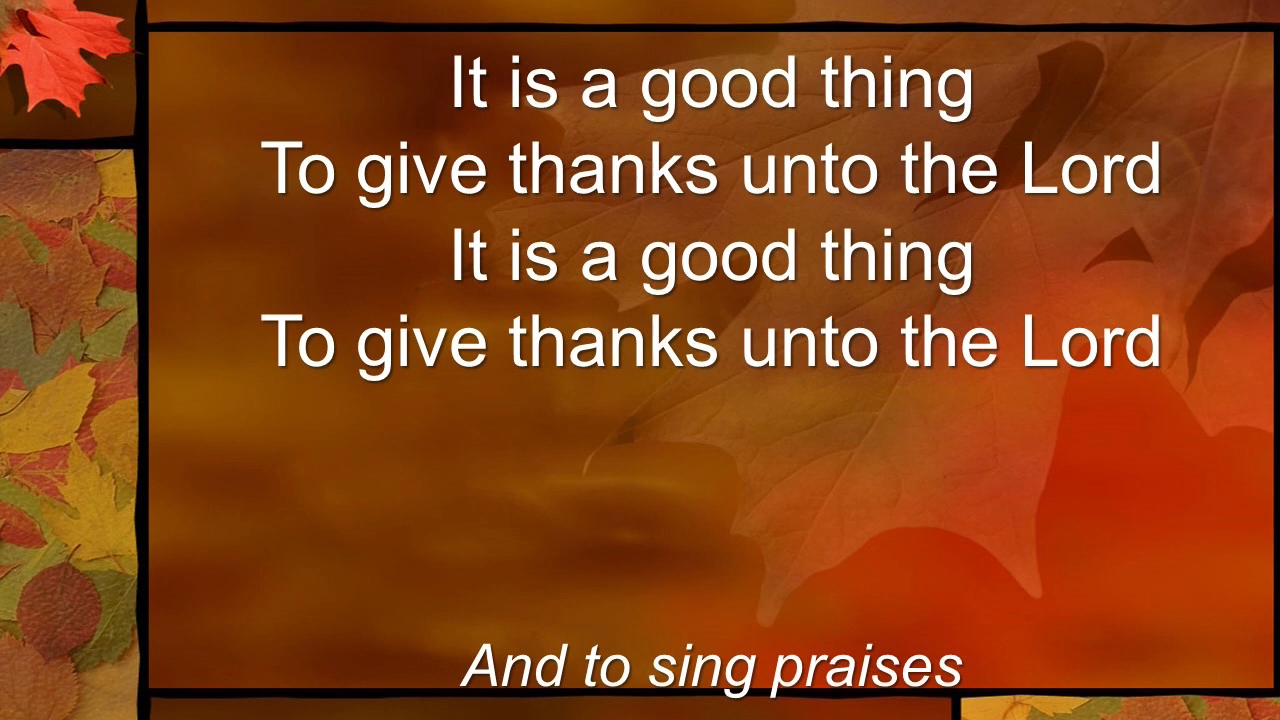 It is a good thing
To give thanks unto the Lord
It is a good thing
To give thanks unto the Lord
And to sing praises